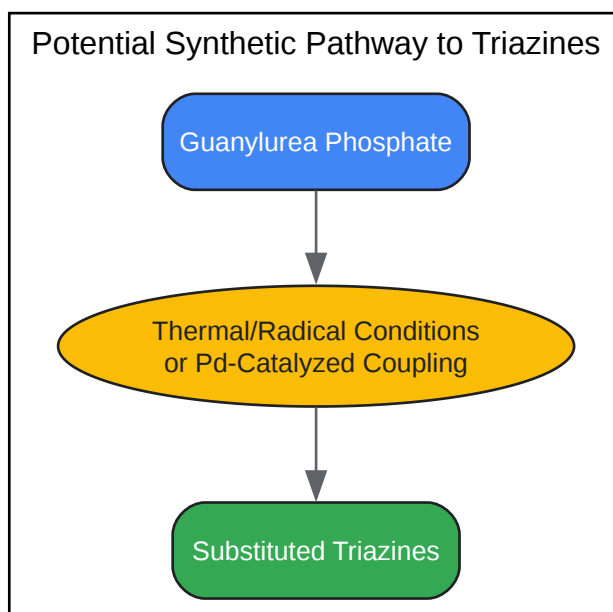 Potential Synthetic Pathway to Triazines
Guanylurea Phosphate
Thermal/Radical Conditions
or Pd-Catalyzed Coupling
Substituted Triazines